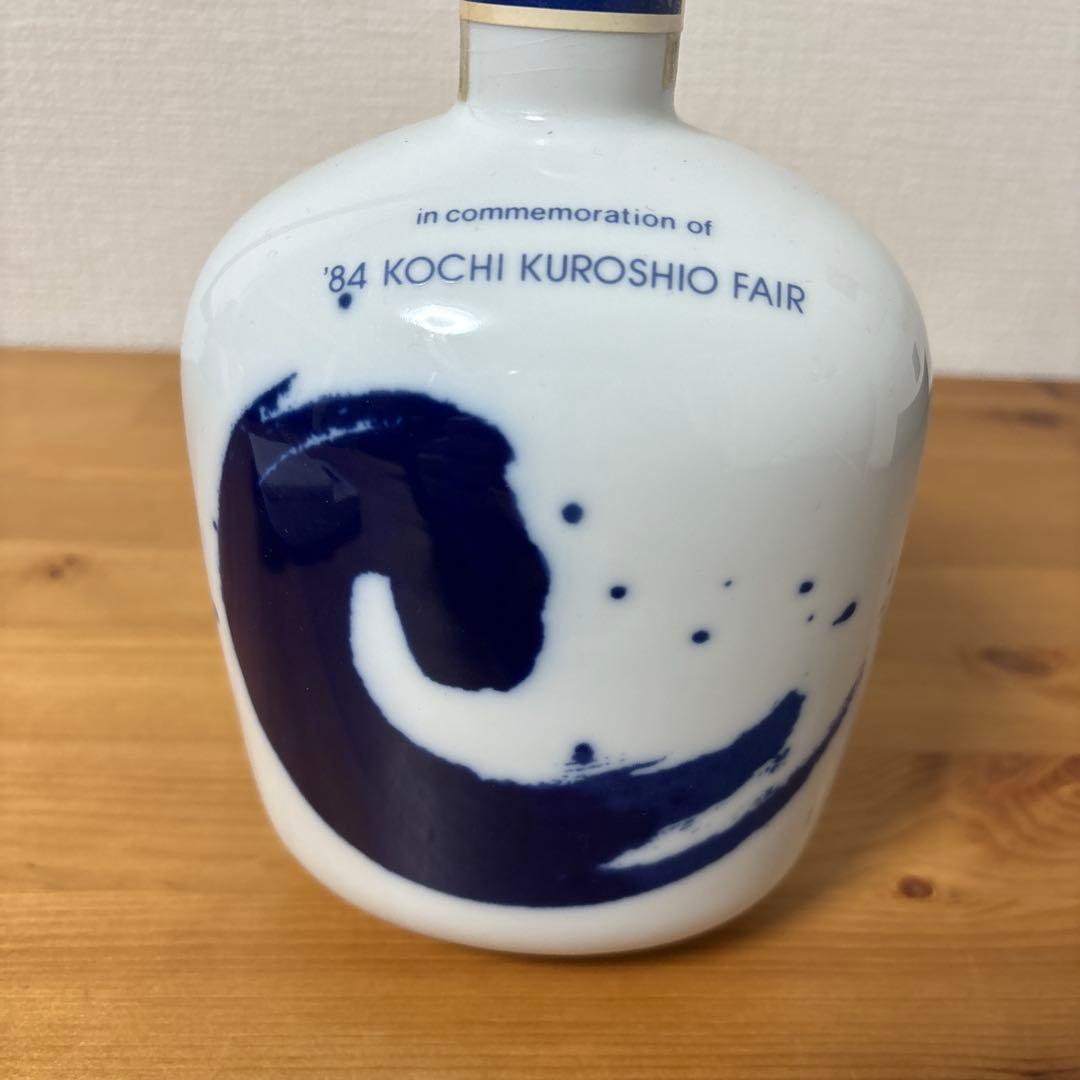 in commemoration of
'84 KOCHI KUROSHIO FAIR